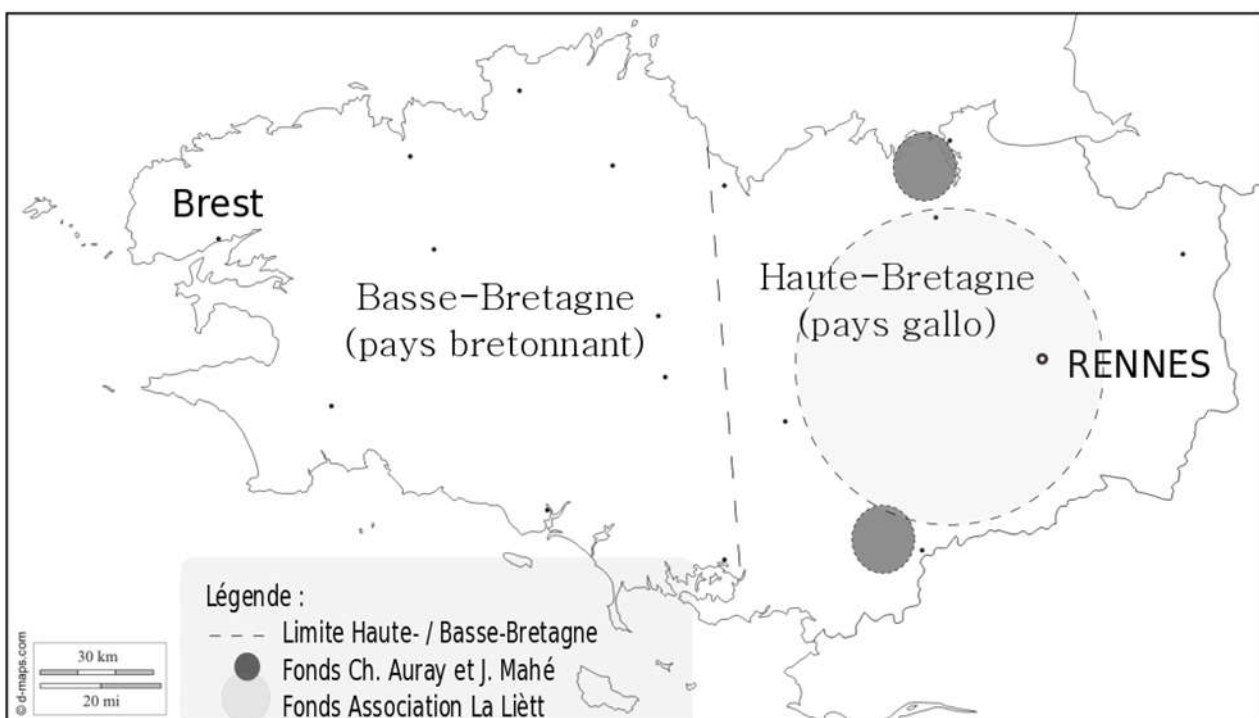 Brest
Basse-Bretagne
(pays bretonnant)
Haute-Bretagne
(pays gallo)
RENNES
Légende :
Limite Haute- / Basse-Bretagne
Fonds Ch. Auray et J. Mahé
Fonds Association La Liètt
30 km
20 mi
© d-maps.com